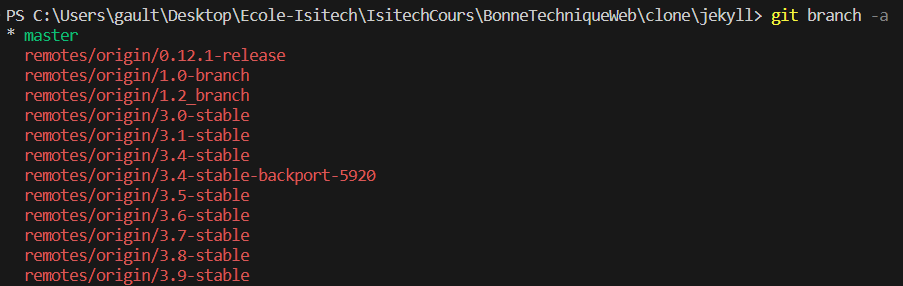 PS C:\Users\gault\Desktop\Ecole-Isitech\IsitechCours\BonneTechniqueWeb\clone\jekyll> git branch -a
* master
remotes/origin/0.12.1-release
remotes/origin/1.0-branch
remotes/origin/1.2_branch
remotes/origin/3.0-stable
remotes/origin/3.1-stable
remotes/origin/3.4-stable
remotes/origin/3.4-stable-backport-5920
remotes/origin/3.5-stable
remotes/origin/3.6-stable
remotes/origin/3.7-stable
remotes/origin/3.8-stable
remotes/origin/3.9-stable